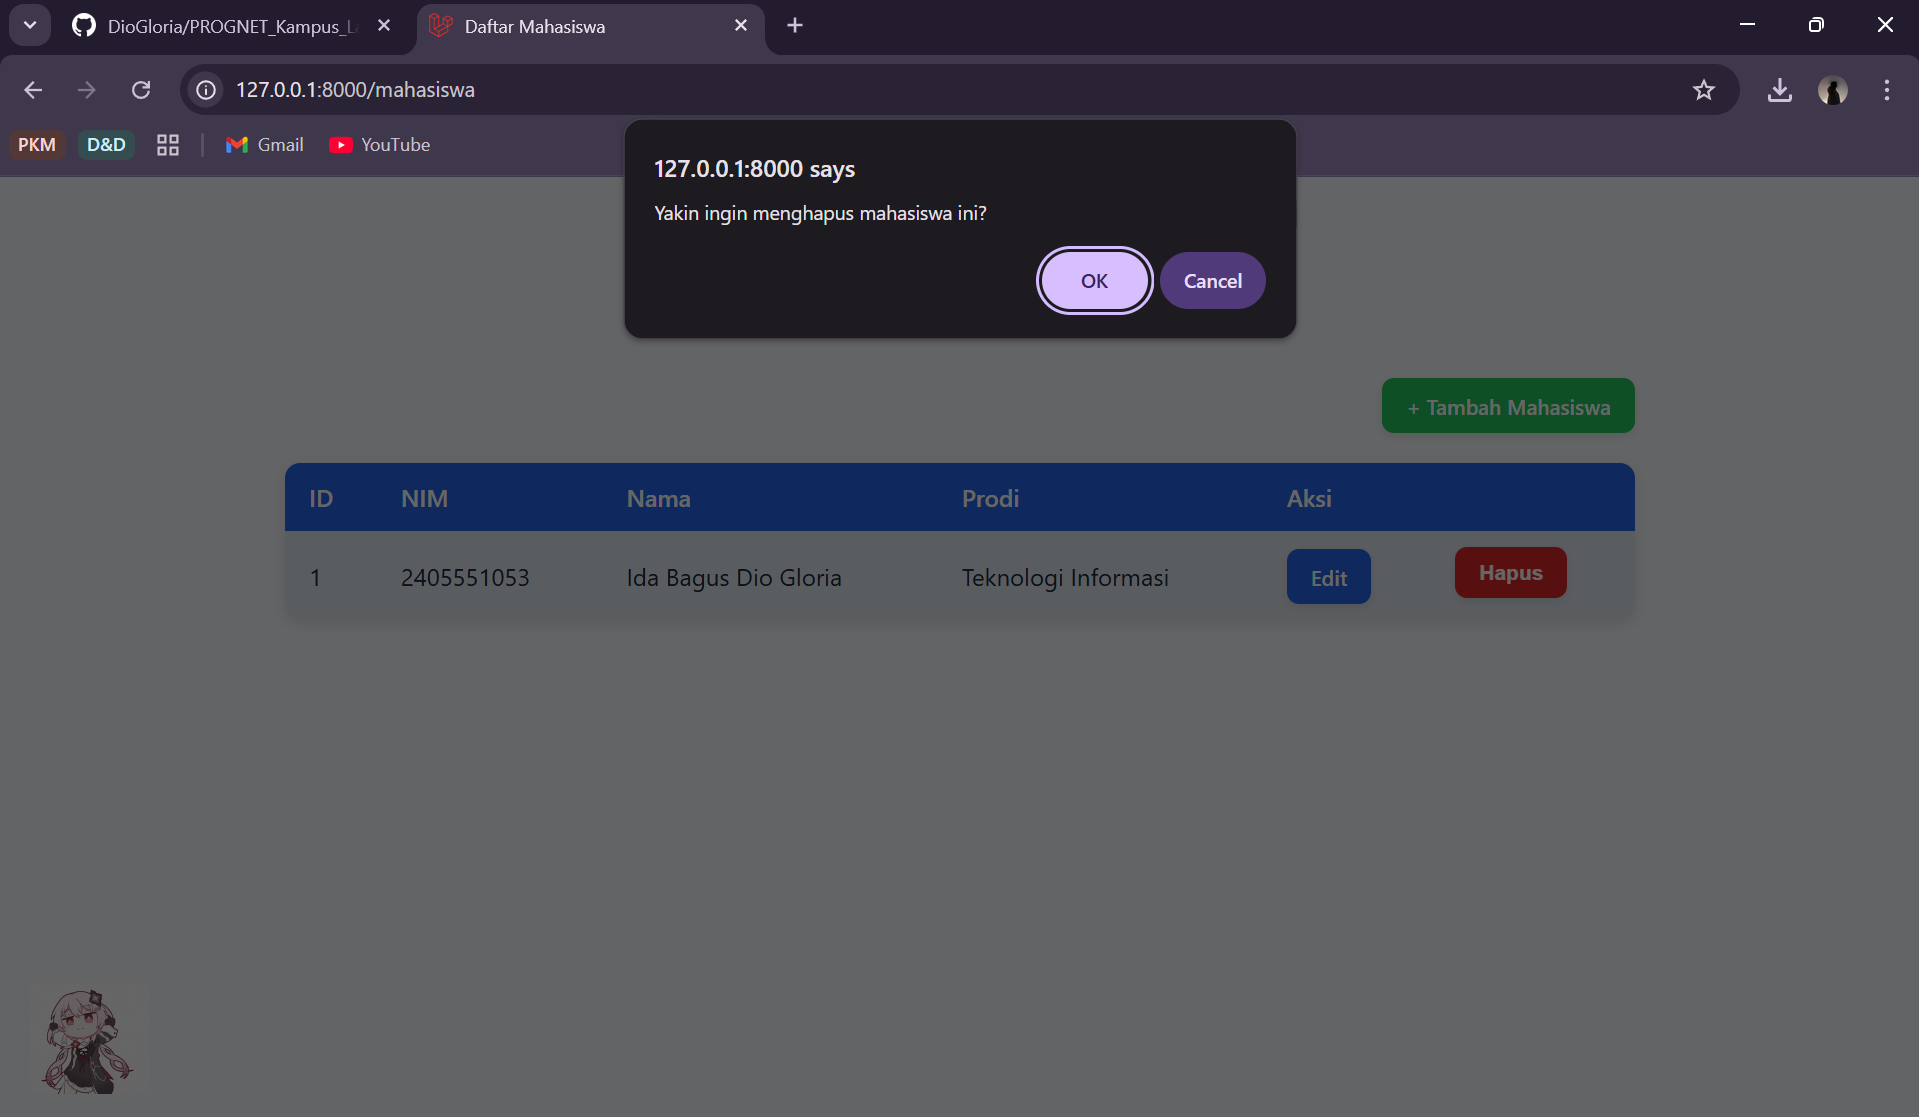 DioGloria/PROGNET_Kampus_La
Daftar Mahasiswa
127.0.0.1:8000/mahasiswa
PKM
D&D
Gmail
YouTube
127.0.0.1:8000 says
Yakin ingin menghapus mahasiswa ini?
OK
Cancel
+ Tambah Mahasiswa
ID NIM Nama Prodi Aksi
1 2405551053 Ida Bagus Dio Gloria Teknologi Informasi Edit Hapus